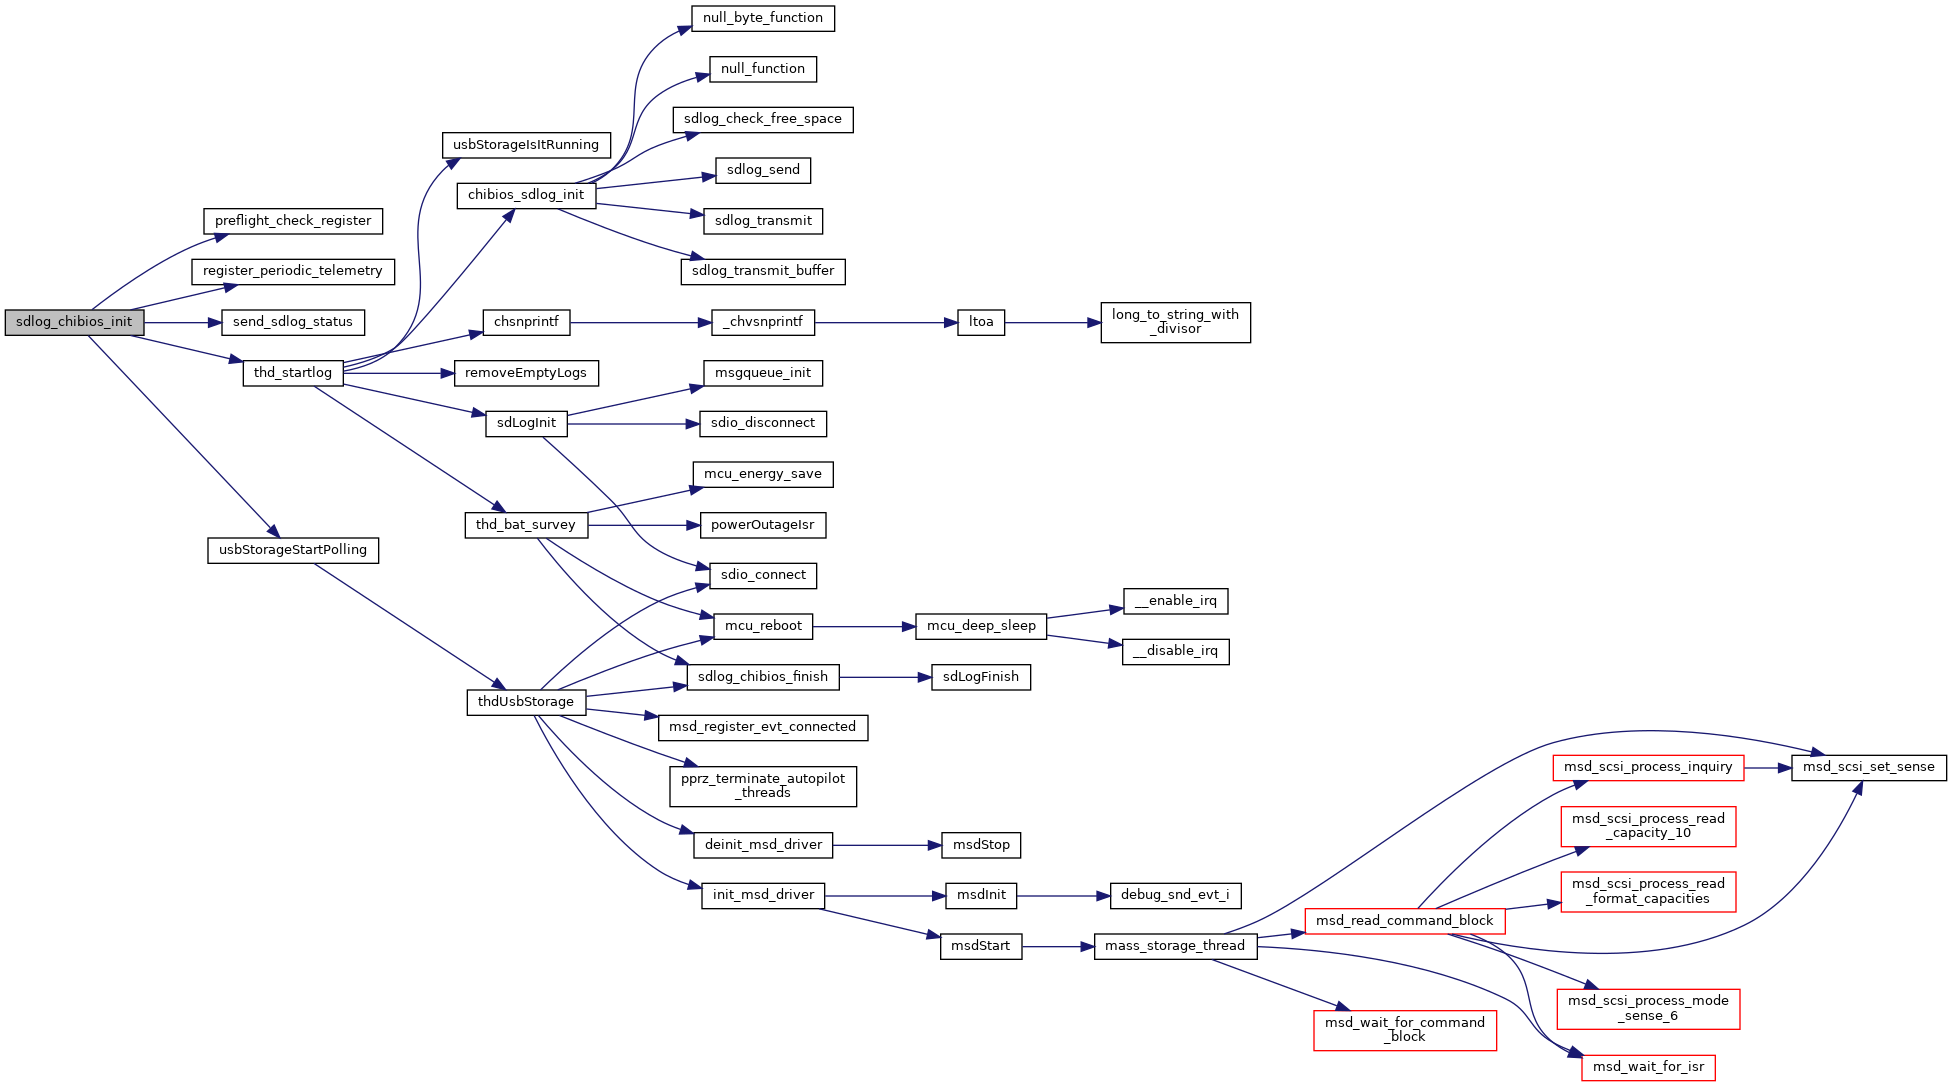 null_byte_function
null_function
sdlog_check_free_space
usbStorageIsItRunning
sdlog_send
chibios_sdlog_init
preflight_check_register
sdlog_transmit
register_periodic_telemetry
sdlog_transmit_buffer
sdlog_chibios_init
send_sdlog_status
chsnprintf
_chvsnprintf
ltoa
long_to_string_with
_divisor
thd_startlog
removeEmptyLogs
msgqueue_init
sdLogInit
sdio_disconnect
mcu_energy_save
thd_bat_survey
powerOutageIsr
usbStorageStartPolling
sdio_connect
__enable_irq
mcu_reboot
mcu_deep_sleep
__disable_irq
sdlog_chibios_finish
sdLogFinish
thdUsbStorage
msd_register_evt_connected
pprz_terminate_autopilot
_threads
msd_scsi_process_inquiry
msd_scsi_set_sense
msd_scsi_process_read
_capacity_10
deinit_msd_driver
msdStop
msd_scsi_process_read
_format_capacities
init_msd_driver
msdInit
debug_snd_evt_i
msd_read_command_block
msdStart
mass_storage_thread
msd_scsi_process_mode
_sense_6
msd_wait_for_command
_block
msd_wait_for_isr